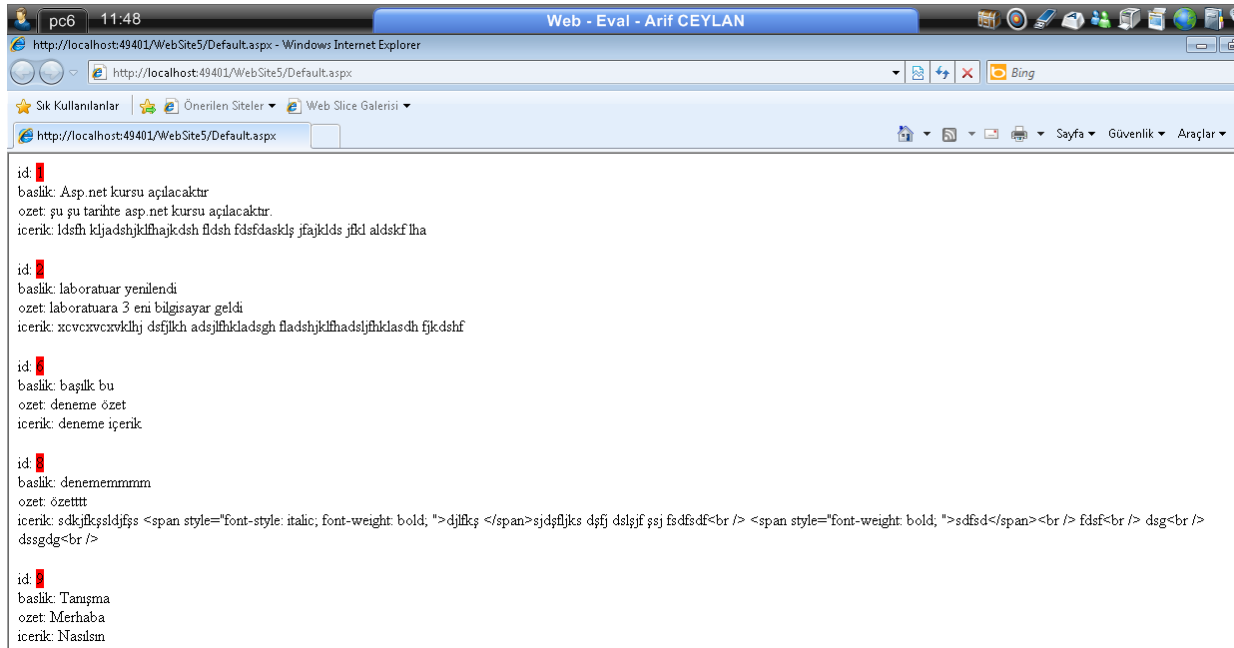 pc6 11:48 Web - Eval - Arif CEYLAN
http://localhost:49401/WebSite5/Default.aspx - Windows Internet Explorer
http://localhost:49401/WebSite5/Default.aspx Bing
Sık Kullanılanlar Önerilen Siteler Web Slice Galerisi
http://localhost:49401/WebSite5/Default.aspx Sayfa Güvenlik Araçlar
id: 1
baslik: Asp.net kursu açılacaktır
ozet: şu şu tarihte asp.net kursu açılacaktır.
icerik: ldsfh kljadshjklfhajkdsh fldsh fdsfdasklş jfajklds jfkl aldskf lha
id: 2
baslik: laboratuar yenilendi
ozet: laboratuara 3 eni bilgisayar geldi
icerik: xcvcxvcxvklhj dsfjlkh adsjlfhkladsgh fladshjklfhadsljfhklasdh fjkdshf
id: 6
baslik: başılk bu
ozet: deneme özet
icerik: deneme içerik
id: 8
baslik: denememmmm
ozet: özetttt
icerik: sdkjfkşsldjfşs <span style="font-style: italic; font-weight: bold; ">djlfkş </span>sjdşfljks dşfj dslşjf şsj fsdfsdf<br /> <span style="font-weight: bold; ">sdfsd</span><br /> fdsf<br /> dsg<br />
dssgdg<br />
id: 9
baslik: Tanışma
ozet: Merhaba
icerik: Nasılsın